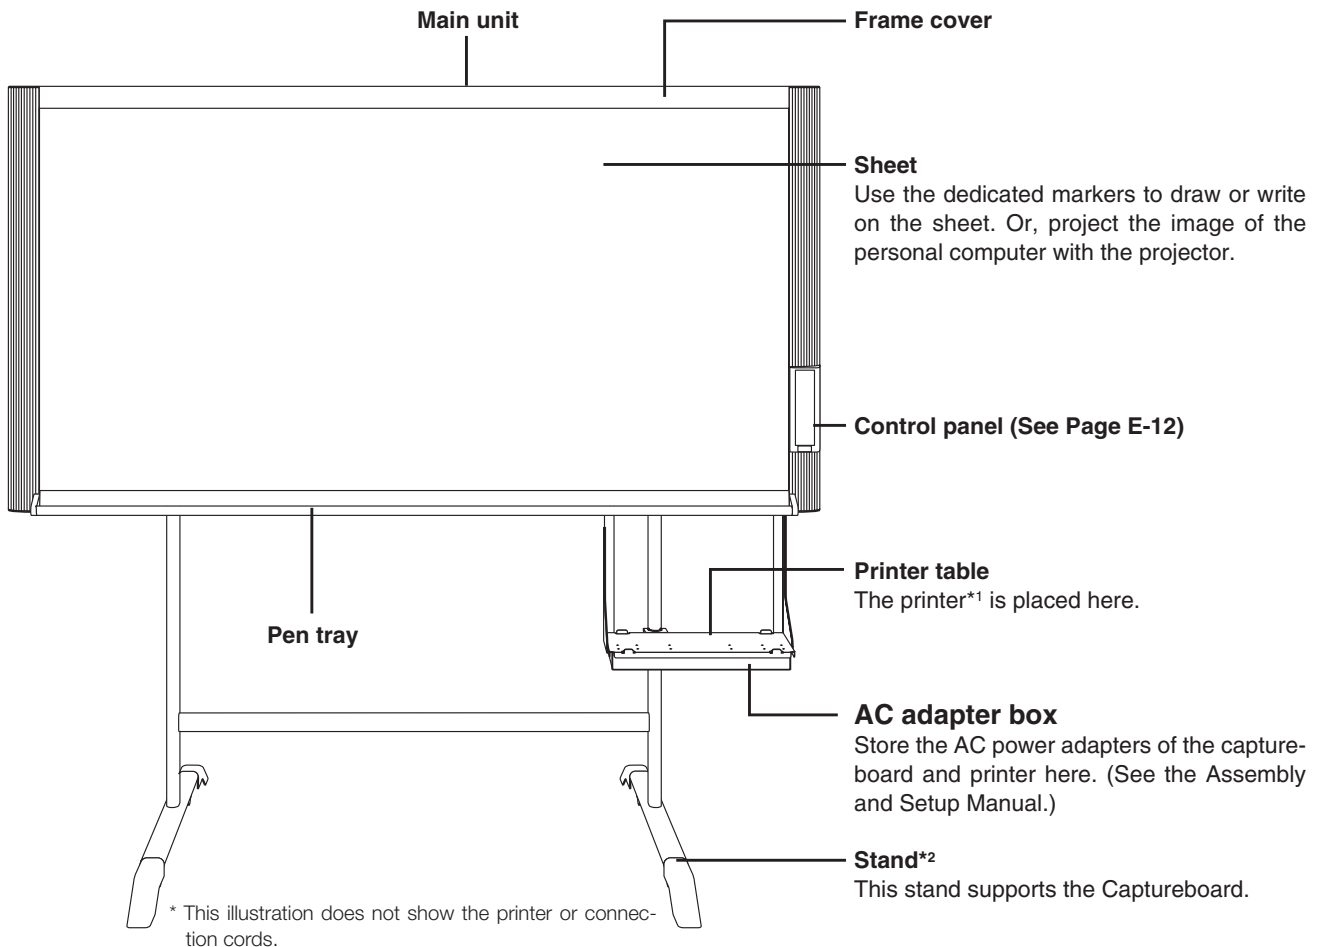 Main unit
Frame cover
Sheet
Use the dedicated markers to draw or write
on the sheet. Or, project the image of the
personal computer with the projector.
Control panel (See Page E-12)
Printer table
The printer*1 is placed here.
Pen tray
AC adapter box
Store the AC power adapters of the capture-
board and printer here. (See the Assembly
and Setup Manual.)
Stand*2
This stand supports the Captureboard.
* This illustration does not show the printer or connec-
tion cords.